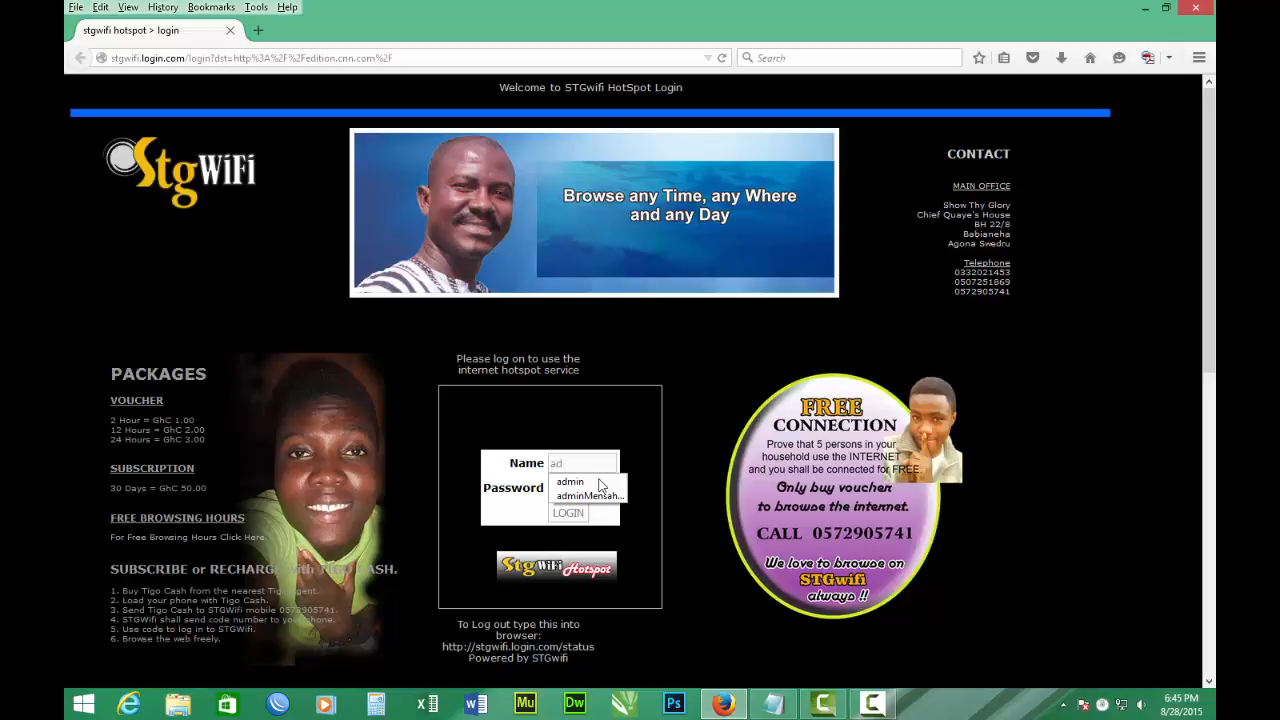 File Edit View History Bookmarks Tools Help
stgwifi hotspot > login
stgwifi.login.com/login?dst=http%3A%2F%2Fedition.cnn.com%2F
Search
Welcome to STGwifi HotSpot Login
StgWiFi
Browse any Time, any Where
and any Day
CONTACT
MAIN OFFICE
Show Thy Glory
Chief Quaye's House
BH 22/8
Babianeha
Agona Swedru
Telephone
0332021453
0507251869
0572905741
PACKAGES
VOUCHER
2 Hour = GhC 1.00
12 Hours = GhC 2.00
24 Hours = GhC 3.00
SUBSCRIPTION
30 Days = GhC 50.00
FREE BROWSING HOURS
For Free Browsing Hours Click Here
SUBSCRIBE or RECHARGE with TIGO CASH.
1. Buy Tigo Cash from the nearest Tigo Agent.
2. Load your phone with Tigo Cash.
3. Send Tigo Cash to STGWifi mobile 0572905741.
4. STGWifi shall send code number to your phone.
5. Use code to log in to STGWifi.
6. Browse the web freely.
Please log on to use the
internet hotspot service
Name ad
admin
Password
adminMensah...
LOGIN
StgWiFi Hotspot
To Log out type this into
browser:
http://stgwifi.login.com/status
Powered by STGwifi
FREE
CONNECTION
Prove that 5 persons in your
household use the INTERNET
and you shall be connected for FREE.
Only buy voucher
to browse the internet.
CALL 0572905741
We love to browse on
STGwifi
always !!
Mu Dw Ps
6:45 PM
8/28/2015